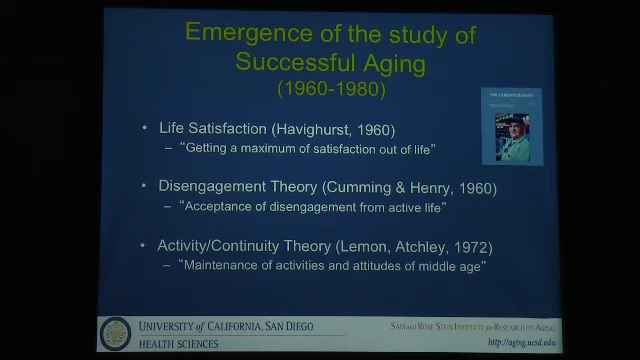 Emergence of the study of
Successful Aging
(1960-1980)
THE GERONTOLOGIST
• Life Satisfaction (Havighurst, 1960)
– “Getting a maximum of satisfaction out of life”
• Disengagement Theory (Cumming & Henry, 1960)
– “Acceptance of disengagement from active life”
• Activity/Continuity Theory (Lemon, Atchley, 1972)
– “Maintenance of activities and attitudes of middle age”
UNIVERSITY of CALIFORNIA, SAN DIEGO
HEALTH SCIENCES
SAM AND ROSE STEIN INSTITUTE for RESEARCH ON AGING
http://aging.ucsd.edu